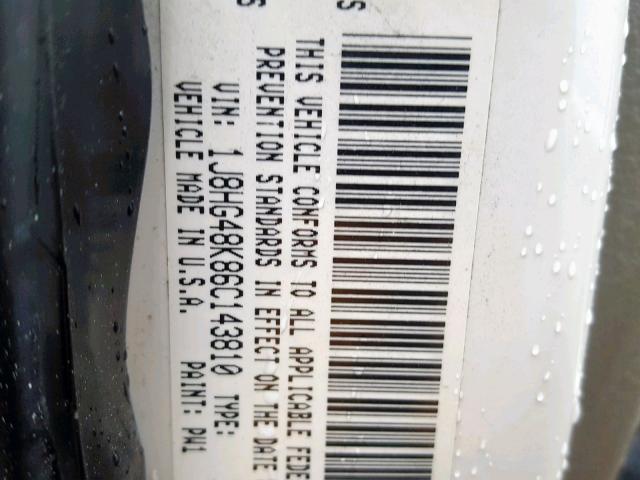 THIS VEHICLE CONFORMS TO ALL APPLICABLE FEDE
PREVENTION STANDARDS IN EFFECT ON THE DATE
VIN: 1J8HG48K86C143810 TYPE:
VEHICLE MADE IN U.S.A. PAINT: PW1